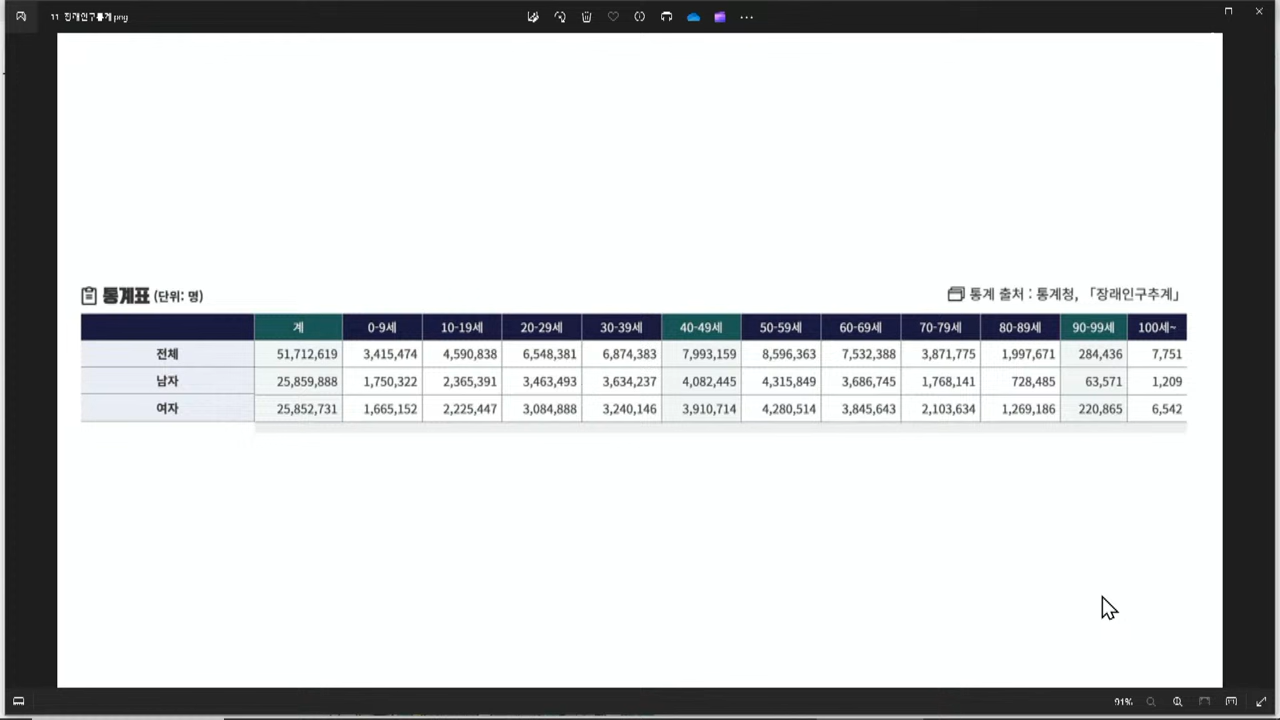 11 장래인구통계.png
통계표 (단위: 명)
통계 출처 : 통계청, 「장래인구추계」
계 0-9세 10-19세 20-29세 30-39세 40-49세 50-59세 60-69세 70-79세 80-89세 90-99세 100세~
전체 51,712,619 3,415,474 4,590,838 6,548,381 6,874,383 7,993,159 8,596,363 7,532,388 3,871,775 1,997,671 284,436 7,751
남자 25,859,888 1,750,322 2,365,391 3,463,493 3,634,237 4,082,445 4,315,849 3,686,745 1,768,141 728,485 63,571 1,209
여자 25,852,731 1,665,152 2,225,447 3,084,888 3,240,146 3,910,714 4,280,514 3,845,643 2,103,634 1,269,186 220,865 6,542
91%